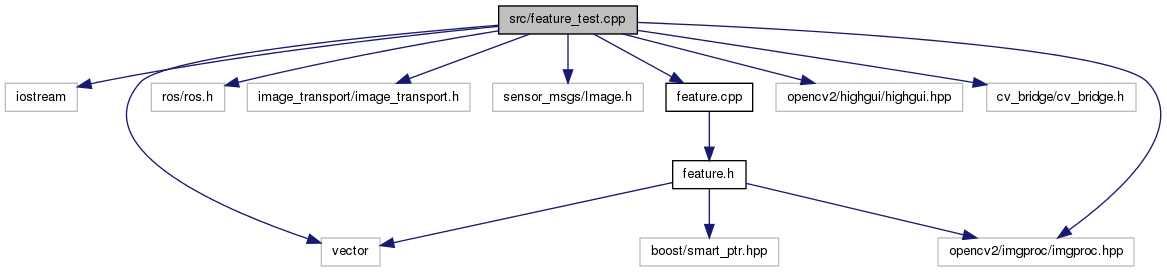 src/feature_test.cpp
iostream
ros/ros.h
image_transport/image_transport.h
sensor_msgs/Image.h
feature.cpp
opencv2/highgui/highgui.hpp
cv_bridge/cv_bridge.h
feature.h
vector
boost/smart_ptr.hpp
opencv2/imgproc/imgproc.hpp